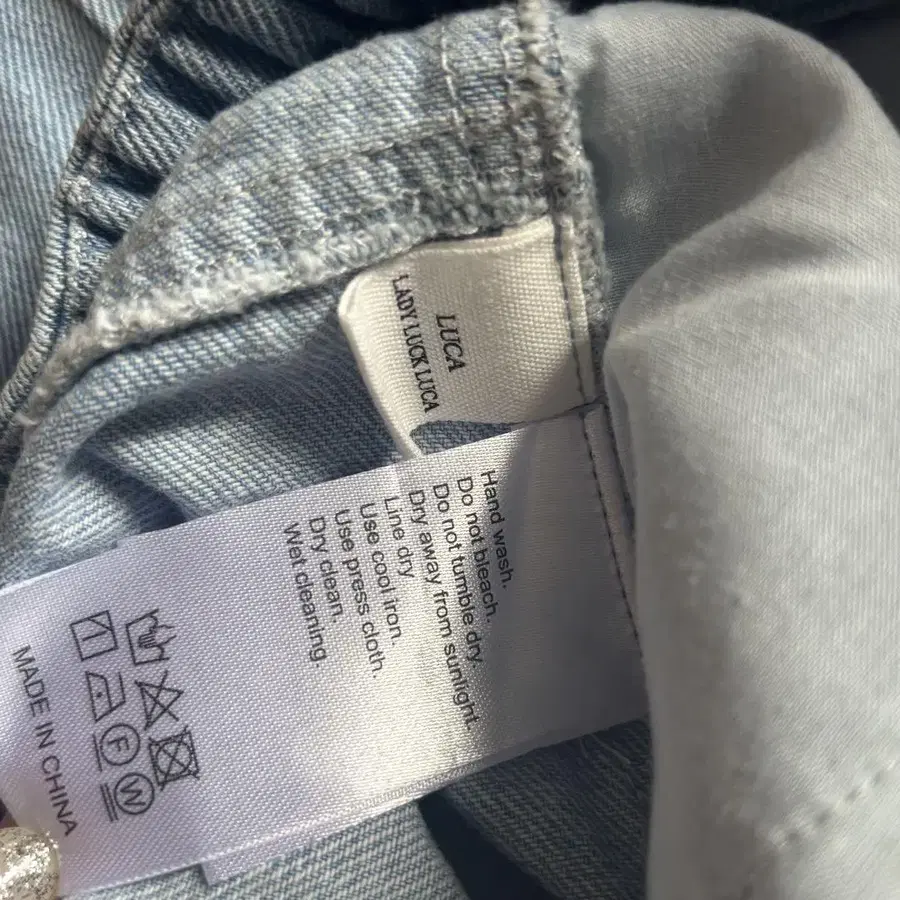 LUCA
LADY LUCK LUCA
Hand wash.
Do not bleach.
Do not tumble dry.
Dry away from sunlight.
Line dry
Use cool iron.
Use press cloth.
Dry clean.
Wet cleaning.
F
W
MADE IN CHINA